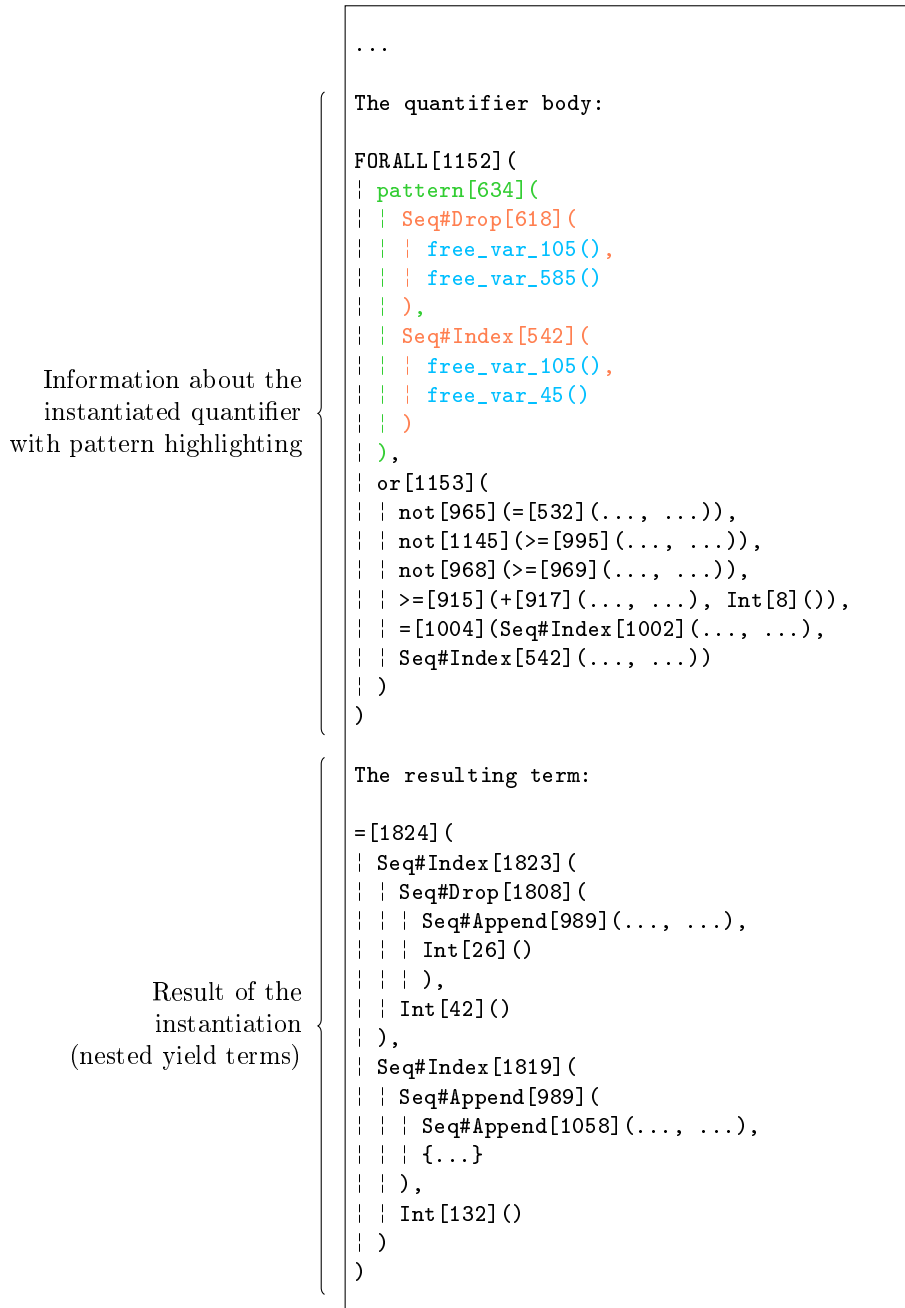 ...
The quantifier body:
FORALL[1152](
¦ pattern[634](
¦ ¦ Seq#Drop[618](
¦ ¦ ¦ free_var_105(),
¦ ¦ ¦ free_var_585()
¦ ¦ ),
¦ ¦ Seq#Index[542](
¦ ¦ ¦ free_var_105(),
¦ ¦ ¦ free_var_45()
¦ ¦ )
¦ ),
¦ or[1153](
¦ ¦ not[965](=[532](..., ...)),
¦ ¦ not[1145](>=[995](..., ...)),
¦ ¦ not[968](>=[969](..., ...)),
¦ ¦ >=[915](+[917](..., ...), Int[8]()),
¦ ¦ =[1004](Seq#Index[1002](..., ...),
¦ ¦ Seq#Index[542](..., ...))
¦ )
)
Information about the
instantiated quantifier
with pattern highlighting
The resulting term:
=[1824](
¦ Seq#Index[1823](
¦ ¦ Seq#Drop[1808](
¦ ¦ ¦ Seq#Append[989](..., ...),
¦ ¦ ¦ Int[26]()
¦ ¦ ¦ ),
¦ ¦ Int[42]()
¦ ),
¦ Seq#Index[1819](
¦ ¦ Seq#Append[989](
¦ ¦ ¦ Seq#Append[1058](..., ...),
¦ ¦ ¦ {...}
¦ ¦ ),
¦ ¦ Int[132]()
¦ )
)
Result of the
instantiation
(nested yield terms)